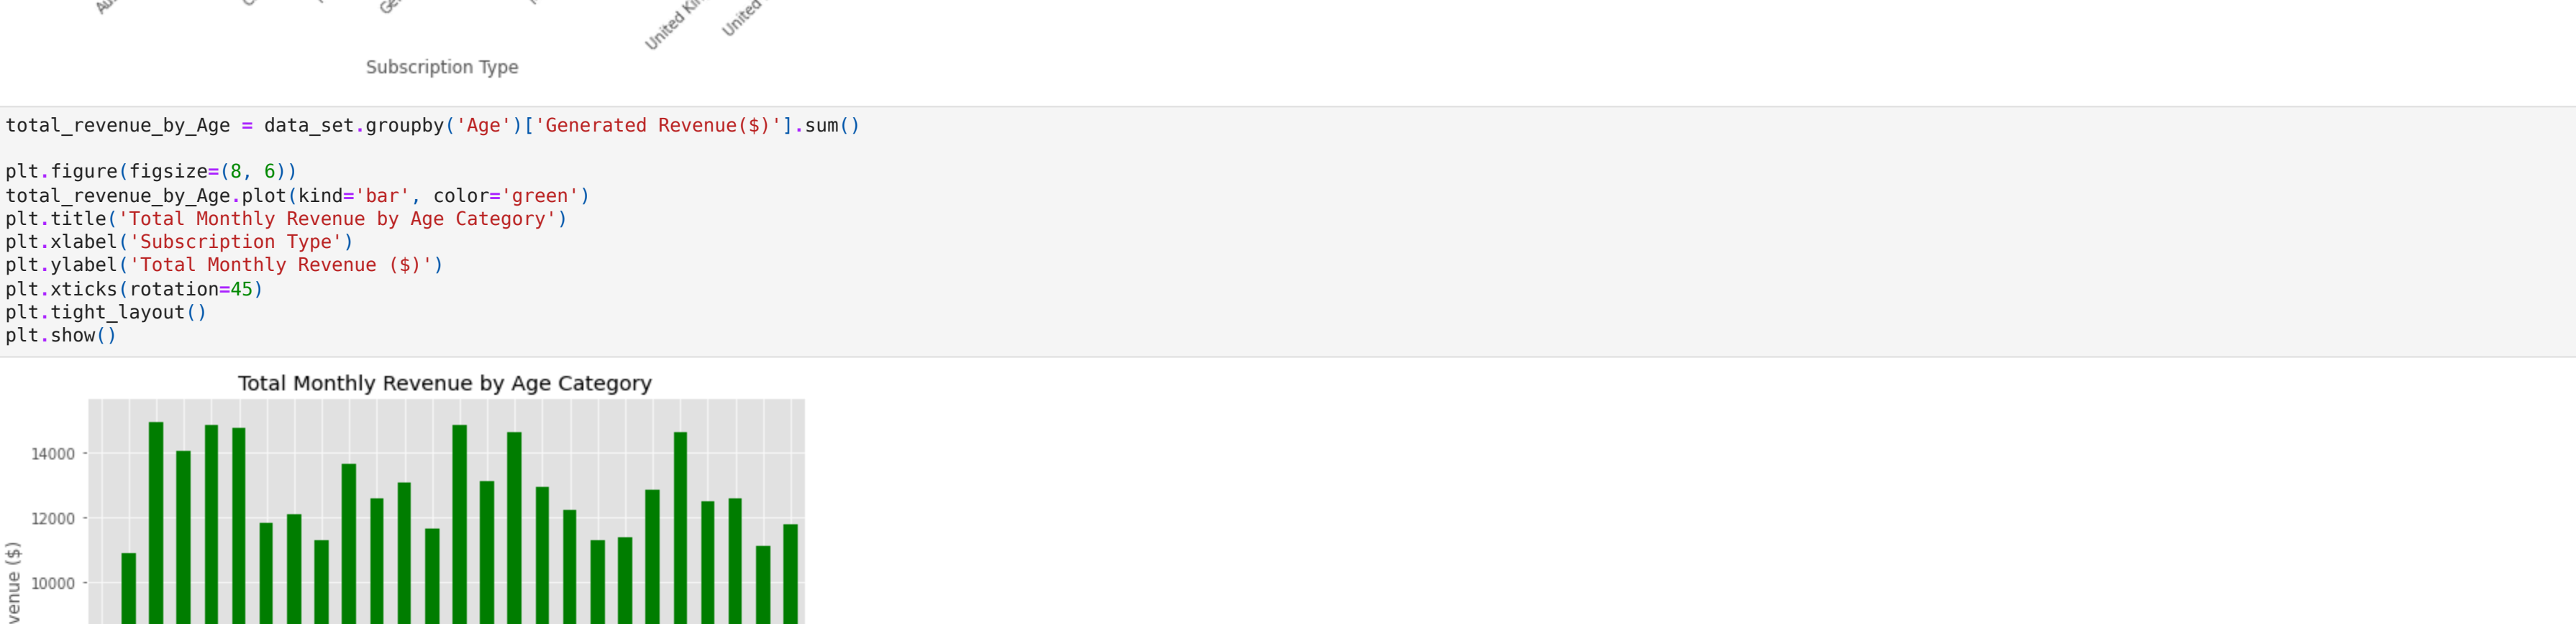 United
Subscription Type
total_revenue_by_Age = data_set.groupby('Age')['Generated Revenue($)'].sum()
plt.figure(figsize=(8, 6))
total_revenue_by_Age.plot(kind='bar', color='green')
plt.title('Total Monthly Revenue by Age Category')
plt.xlabel('Subscription Type')
plt.ylabel('Total Monthly Revenue ($)')
plt.xticks(rotation=45)
plt.tight_layout()
plt.show()
Total Monthly Revenue by Age Category
14000
12000
10000
venue ($)